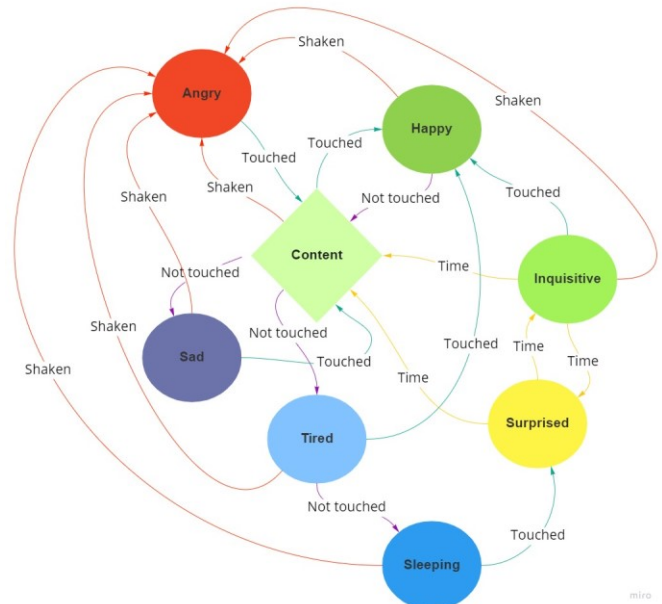 Shaken
Angry
Shaken
Happy
Touched
Touched
Shaken
Shaken
Not touched
Touched
Content
Time
Inquisitive
Not touched
Not touched
Shaken
Sad
Touched
Touched
Time
Time
Shaken
Time
Surprised
Tired
Not touched
Touched
Sleeping
miro